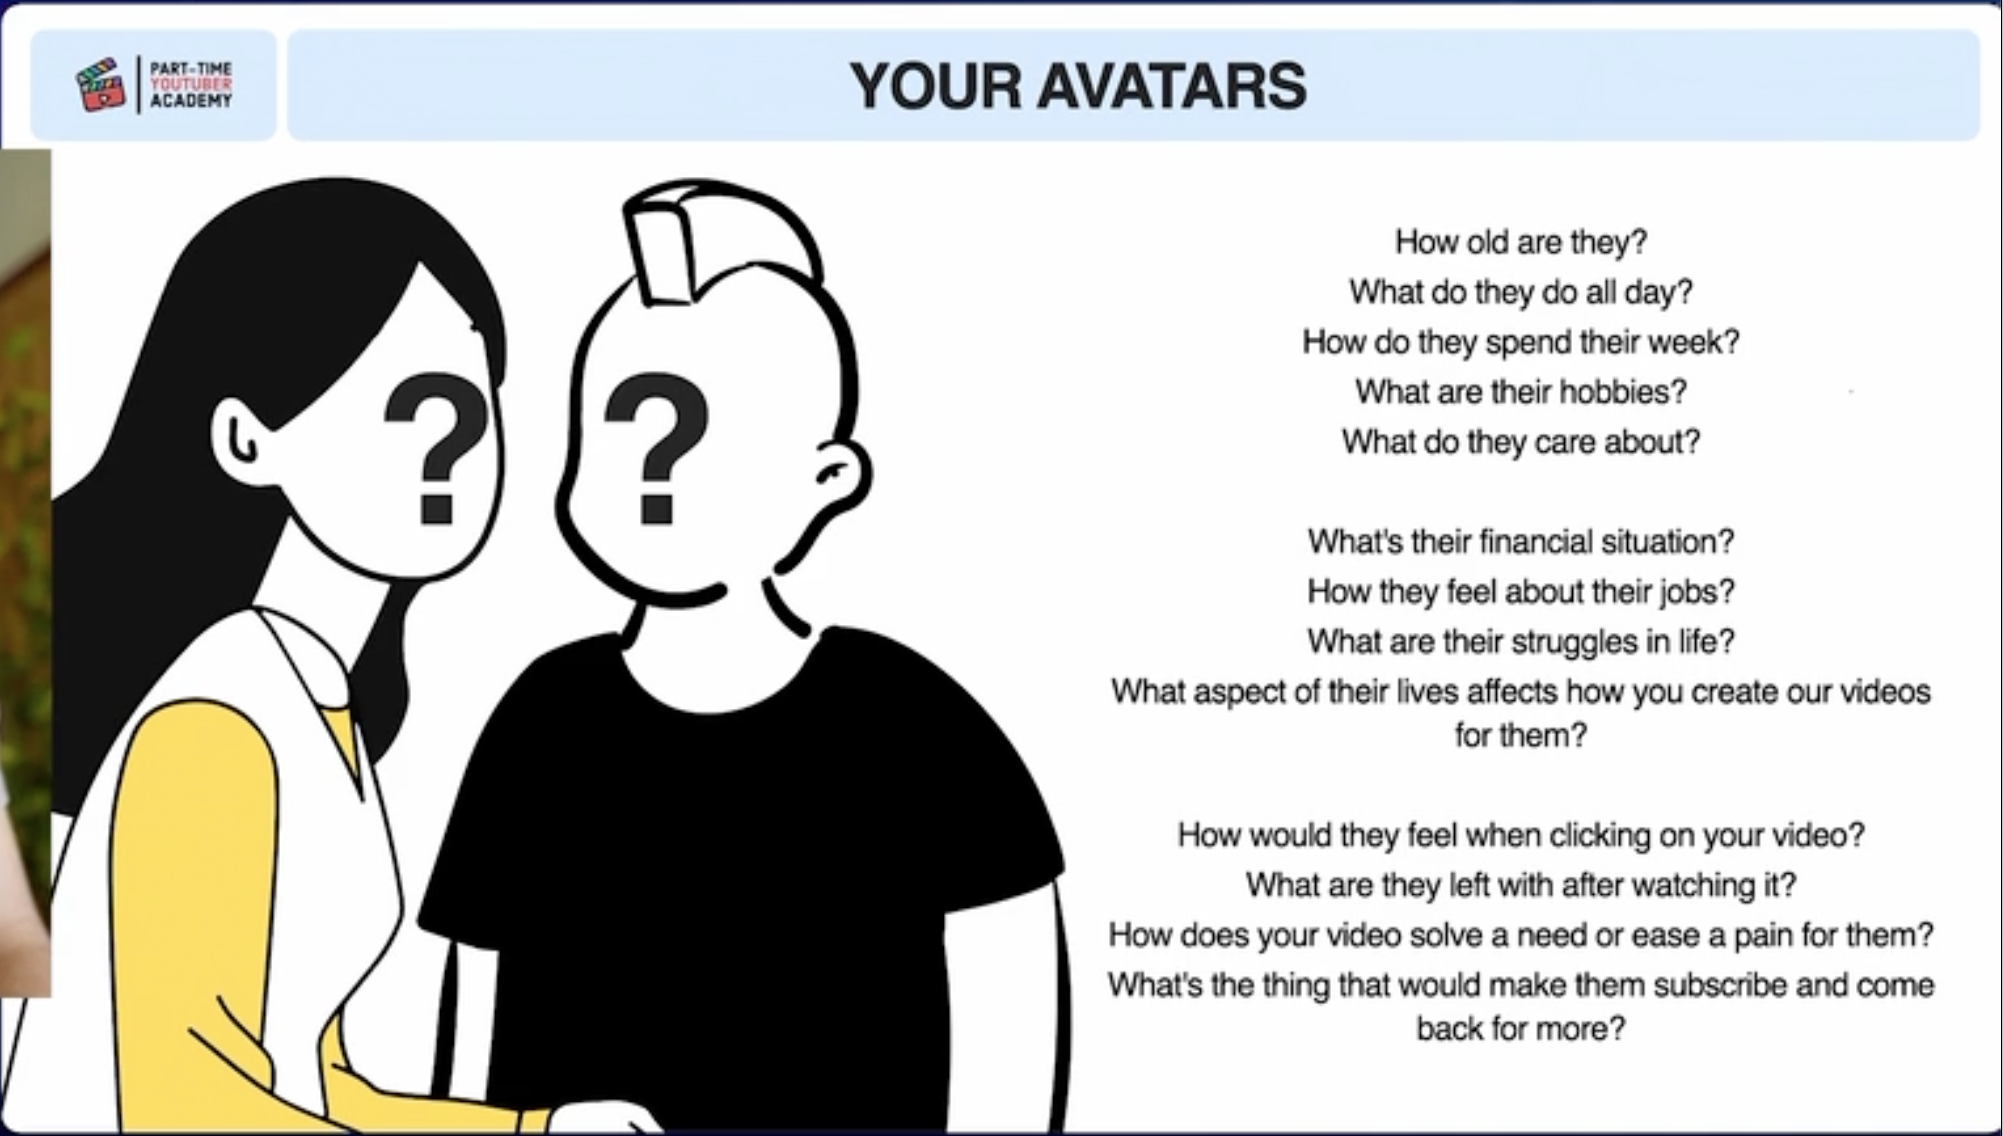 PART-TIME
YOUTUBER
ACADEMY
YOUR AVATARS
?
?
How old are they?
What do they do all day?
How do they spend their week?
What are their hobbies?
What do they care about?
What's their financial situation?
How they feel about their jobs?
What are their struggles in life?
What aspect of their lives affects how you create our videos
for them?
How would they feel when clicking on your video?
What are they left with after watching it?
How does your video solve a need or ease a pain for them?
What's the thing that would make them subscribe and come
back for more?